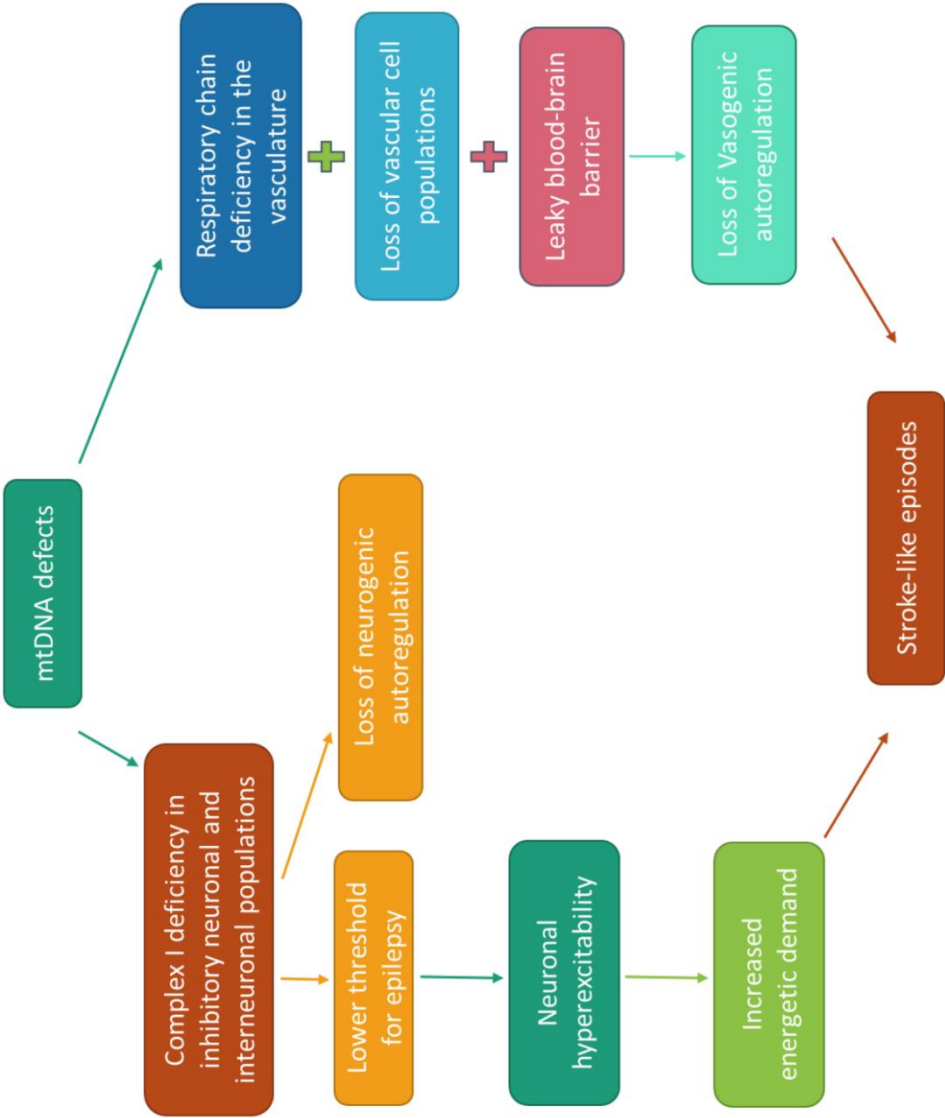 mtDNA defects
Complex I deficiency in
inhibitory neuronal and
interneuronal populations
Lower threshold
for epilepsy
Loss of neurogenic
autoregulation
Neuronal
hyperexcitability
Increased
energetic demand
Respiratory chain
deficiency in the
vasculature
Loss of vascular cell
populations
Leaky blood-brain
barrier
Loss of Vasogenic
autoregulation
Stroke-like episodes